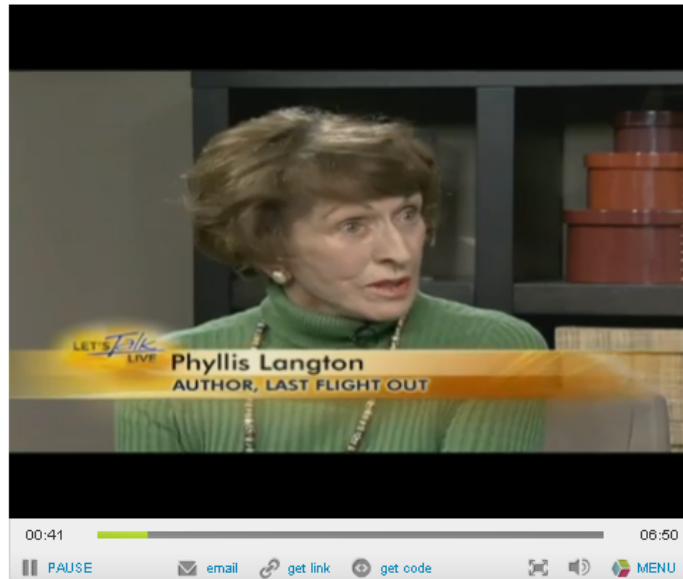 LET'S Talk
LIVE
Phyllis Langton
AUTHOR, LAST FLIGHT OUT
00:41
06:50
PAUSE
email
get link
get code
MENU